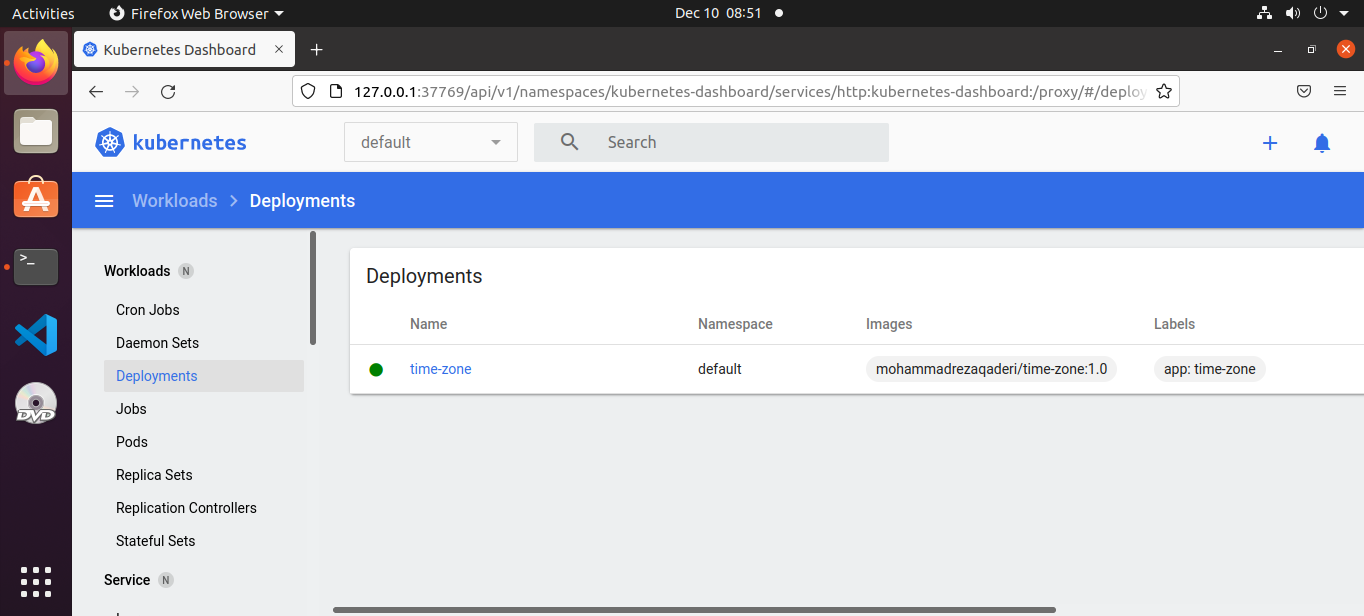 Activities Firefox Web Browser Dec 10 08:51
Kubernetes Dashboard
127.0.0.1:37769/api/v1/namespaces/kubernetes-dashboard/services/http:kubernetes-dashboard:/proxy/#/deploy
kubernetes default Search
Workloads Deployments
Workloads N
Cron Jobs
Daemon Sets
Deployments
Jobs
Pods
Replica Sets
Replication Controllers
Stateful Sets
Service N
Deployments
Name Namespace Images Labels
time-zone default mohammadrezaqaderi/time-zone:1.0 app: time-zone
>_
DVD